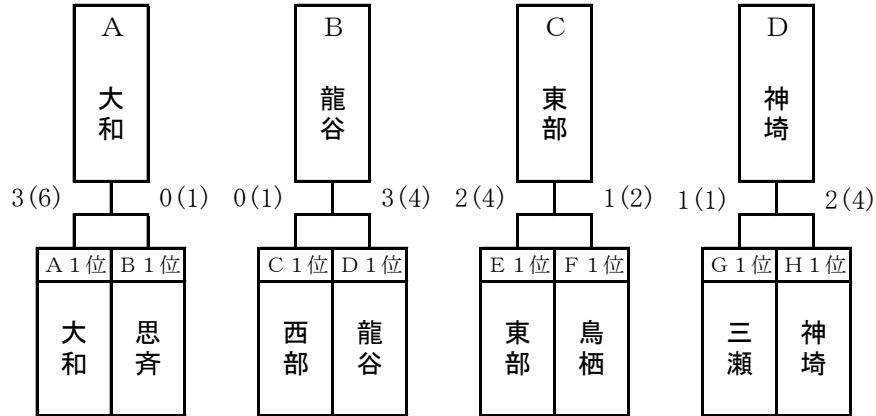 A B C D
大和 龍谷 東部 神埼
3(6) 0(1) 0(1) 3(4) 2(4) 1(2) 1(1) 2(4)
A１位 B１位 C１位 D１位 E１位 F１位 G１位 H１位
大和 思斉 西部 龍谷 東部 鳥栖 三瀬 神埼